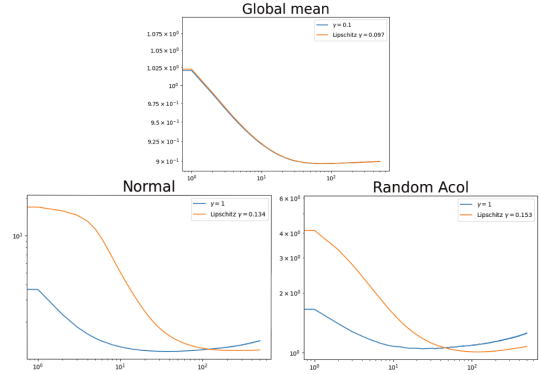 Global mean
γ = 0.1
Lipschitz γ = 0.097
1.075 × 10⁰
1.05 × 10⁰
1.025 × 10⁰
10⁰
9.75 × 10⁻¹
9.5 × 10⁻¹
9.25 × 10⁻¹
9 × 10⁻¹
10⁰ 10¹ 10²
Normal
γ = 1
Lipschitz γ = 0.134
10¹
10⁰ 10¹ 10²
Random Acol
γ = 1
Lipschitz γ = 0.153
6 × 10⁰
4 × 10⁰
3 × 10⁰
2 × 10⁰
10⁰
10⁰ 10¹ 10²